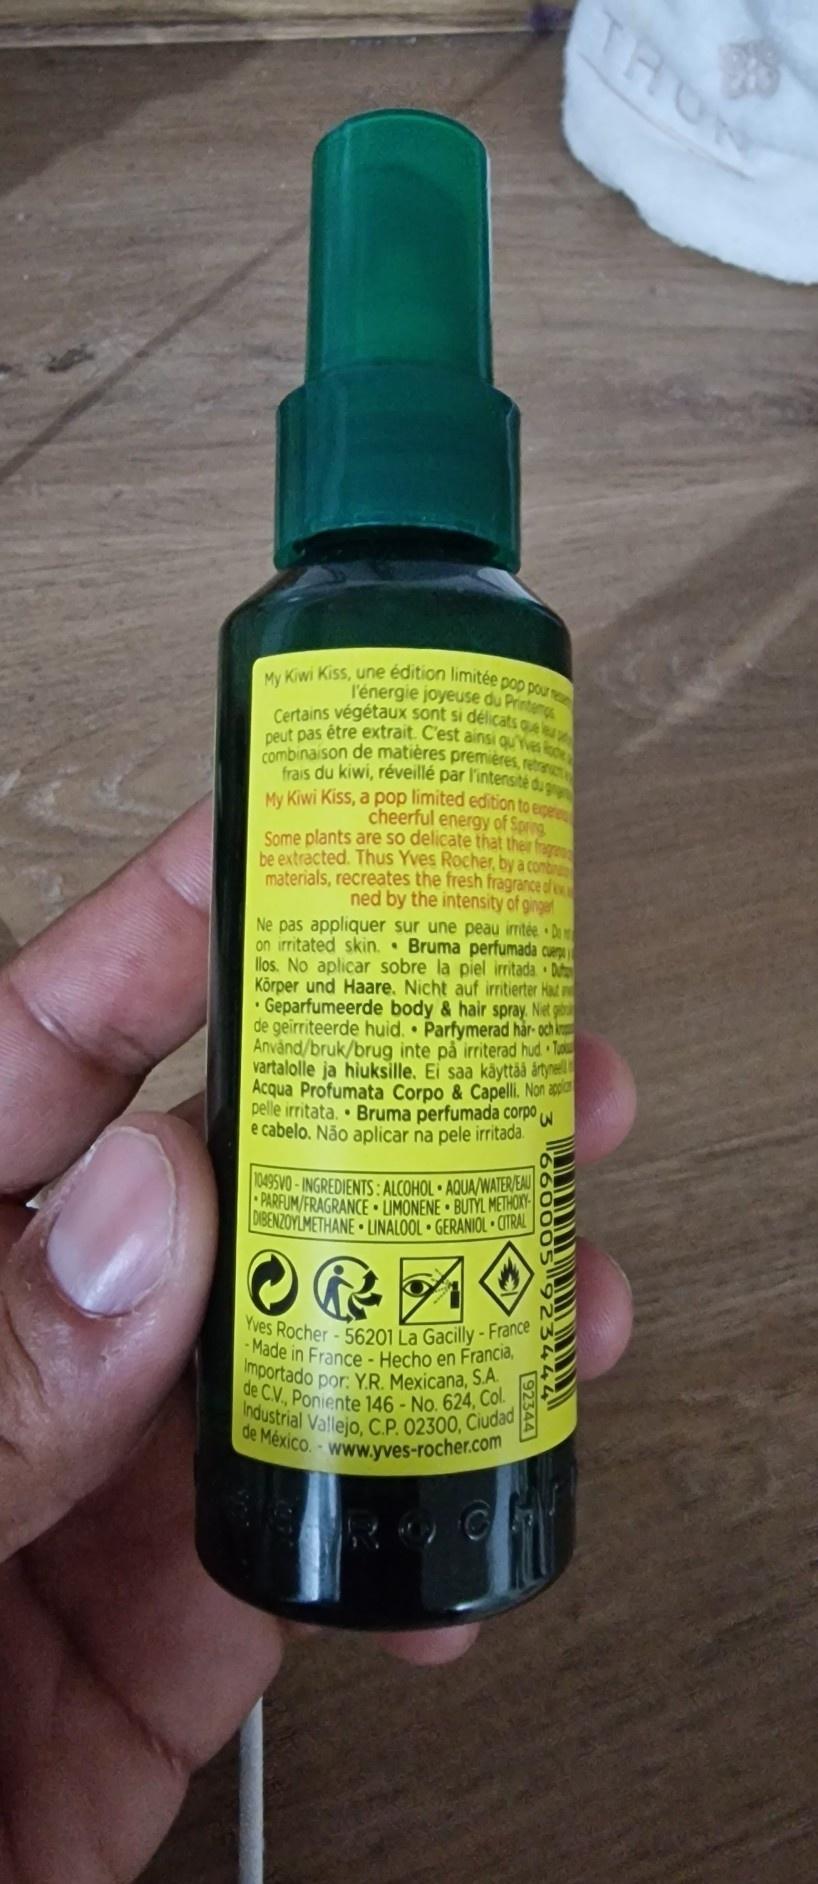 THUN
My Kiwi Kiss, une édition limitée pop pour
l'énergie joyeuse du Printemps.
Certains végétaux sont si délicats que leur
peut pas être extrait. C'est ainsi qu'Yves Rocher,
combinaison de matières premières,
frais du kiwi, réveillé par l'intensité du
My Kiwi Kiss, a pop limited edition to
cheerful energy of Spring.
Some plants are so delicate that their
be extracted. Thus Yves Rocher, by a
materials, recreates the fresh fragrance of
ned by the intensity of ginger!
Ne pas appliquer sur une peau irritée. • Do
on irritated skin. • Bruma perfumada cuerpo
llos. No aplicar sobre la piel irritada. •
Körper und Haare. Nicht auf irritierter Haut
• Geparfumeerde body & hair spray. Niet
de geïrriteerde huid. • Parfymerad hår- och
Använd/bruk/brug inte på irriterad hud. •
vartalolle ja hiuksille. Ei saa käyttää
Acqua Profumata Corpo & Capelli. Non
pelle irritata. • Bruma perfumada corpo
e cabelo. Não aplicar na pele irritada.
10495V0 - INGREDIENTS : ALCOHOL • AQUA/WATER/EAU
• PARFUM/FRAGRANCE • LIMONENE • BUTYL METHOXY-
DIBENZOYLMETHANE • LINALOOL • GERANIOL • CITRAL
Yves Rocher - 56201 La Gacilly - France
- Made in France - Hecho en Francia,
Importado por: Y.R. Mexicana, S.A.
de C.V., Poniente 146 - No. 624, Col.
Industrial Vallejo, C.P. 02300, Ciudad
de México. - www.yves-rocher.com
92344
3 660005 923444
ROCH